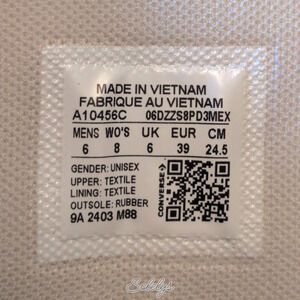 MADE IN VIETNAM
FABRIQUE AU VIETNAM
A10456C 06DZZS8PD3MEX
MENS WO'S UK EUR CM
6 8 6 39 24.5
GENDER: UNISEX
UPPER: TEXTILE
LINING: TEXTILE
OUTSOLE: RUBBER
9A 2403 M88
CONVERSE